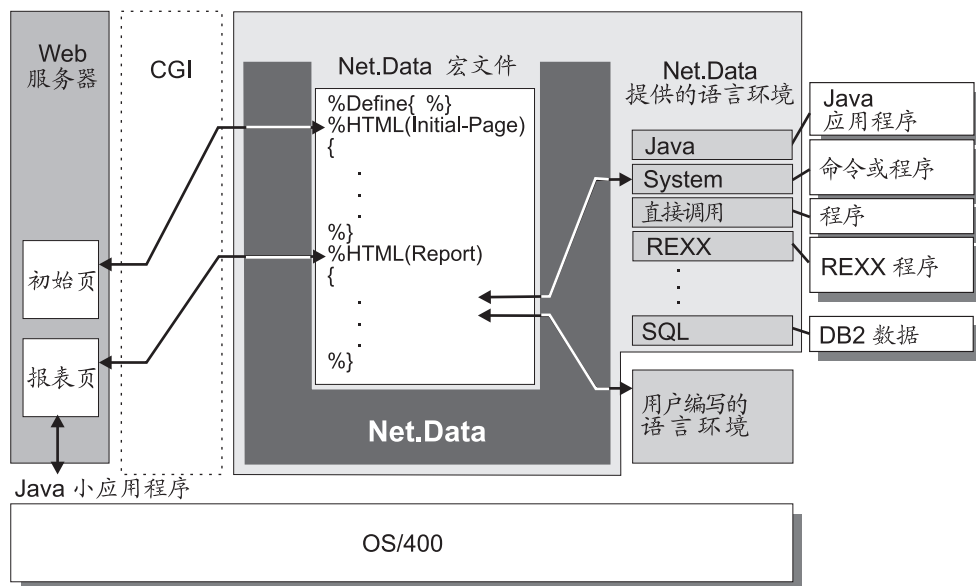 Web
服务器
初始页
报表页
Java 小应用程序
CGI
Net.Data 宏文件
%Define{ %}
%HTML(Initial-Page)
{
.
.
.
%}
%HTML(Report)
{
.
.
.
%}
Net.Data
Net.Data
提供的语言环境
Java
System
直接调用
REXX
.
.
.
SQL
用户编写的
语言环境
Java
应用程序
命令或程序
程序
REXX 程序
DB2 数据
OS/400